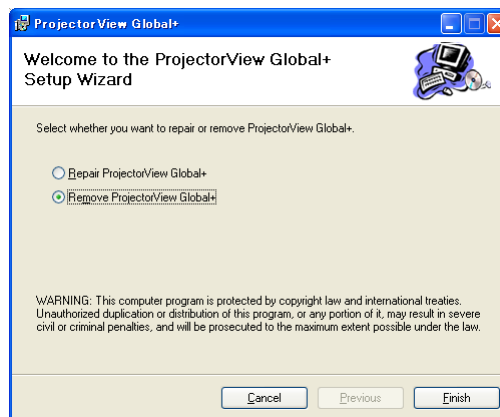 ProjectorView Global+
Welcome to the ProjectorView Global+
Setup Wizard
Select whether you want to repair or remove ProjectorView Global+.
Repair ProjectorView Global+
Remove ProjectorView Global+
WARNING: This computer program is protected by copyright law and international treaties.
Unauthorized duplication or distribution of this program, or any portion of it, may result in severe
civil or criminal penalties, and will be prosecuted to the maximum extent possible under the law.
Cancel
Previous
Finish